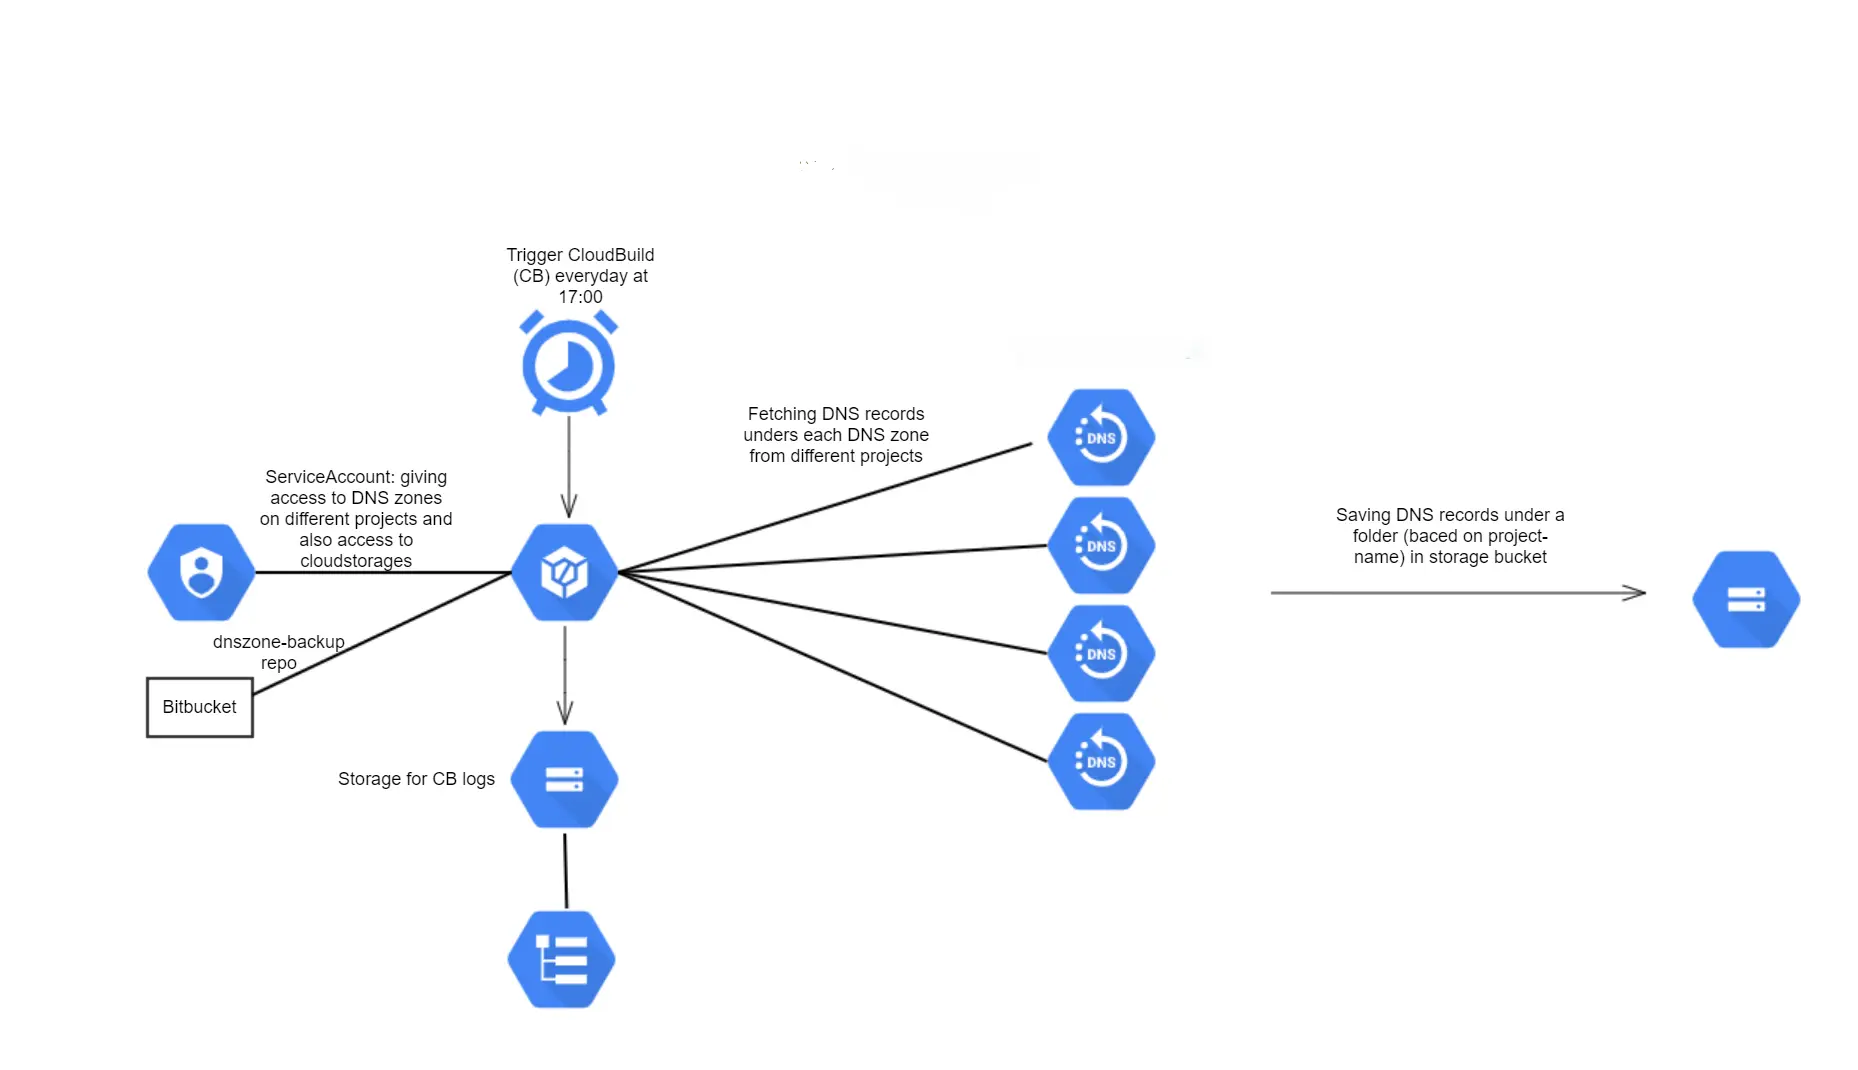 Trigger CloudBuild
(CB) everyday at
17:00
Fetching DNS records
unders each DNS zone
from different projects
ServiceAccount: giving
access to DNS zones
on different projects and
also access to
cloudstorages
Saving DNS records under a
folder (baced on project-
name) in storage bucket
dnszone-backup
repo
Bitbucket
Storage for CB logs
DNS
DNS
DNS
DNS